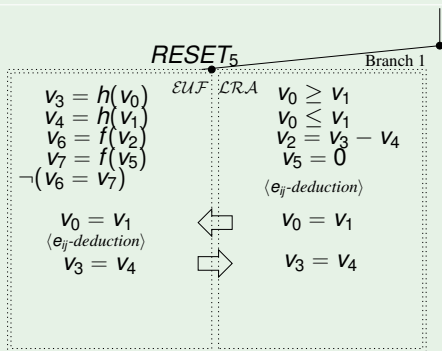 RESET5
Branch 1
EUF LRA
v3 = h(v0)
v4 = h(v1)
v6 = f(v2)
v7 = f(v5)
¬(v6 = v7)
v0 ≥ v1
v0 ≤ v1
v2 = v3 − v4
v5 = 0
⟨eij-deduction⟩
v0 = v1
v0 = v1
⟨eij-deduction⟩
v3 = v4
v3 = v4